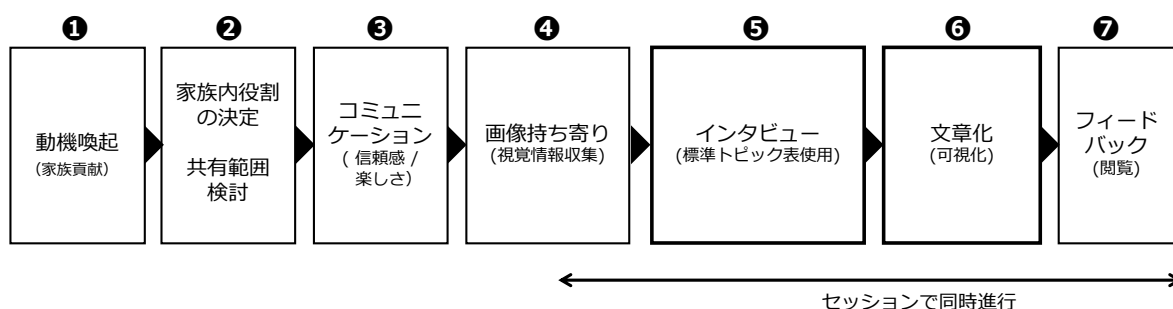 ❶
動機喚起
(家族貢献)
❷
家族内役割
の決定
共有範囲
検討
❸
コミュニ
ケーション
( 信頼感 /
楽しさ)
❹
画像持ち寄り
(視覚情報収集)
❺
インタビュー
(標準トピック表使用)
❻
文章化
(可視化)
❼
フィード
バック
(閲覧)
セッションで同時進行